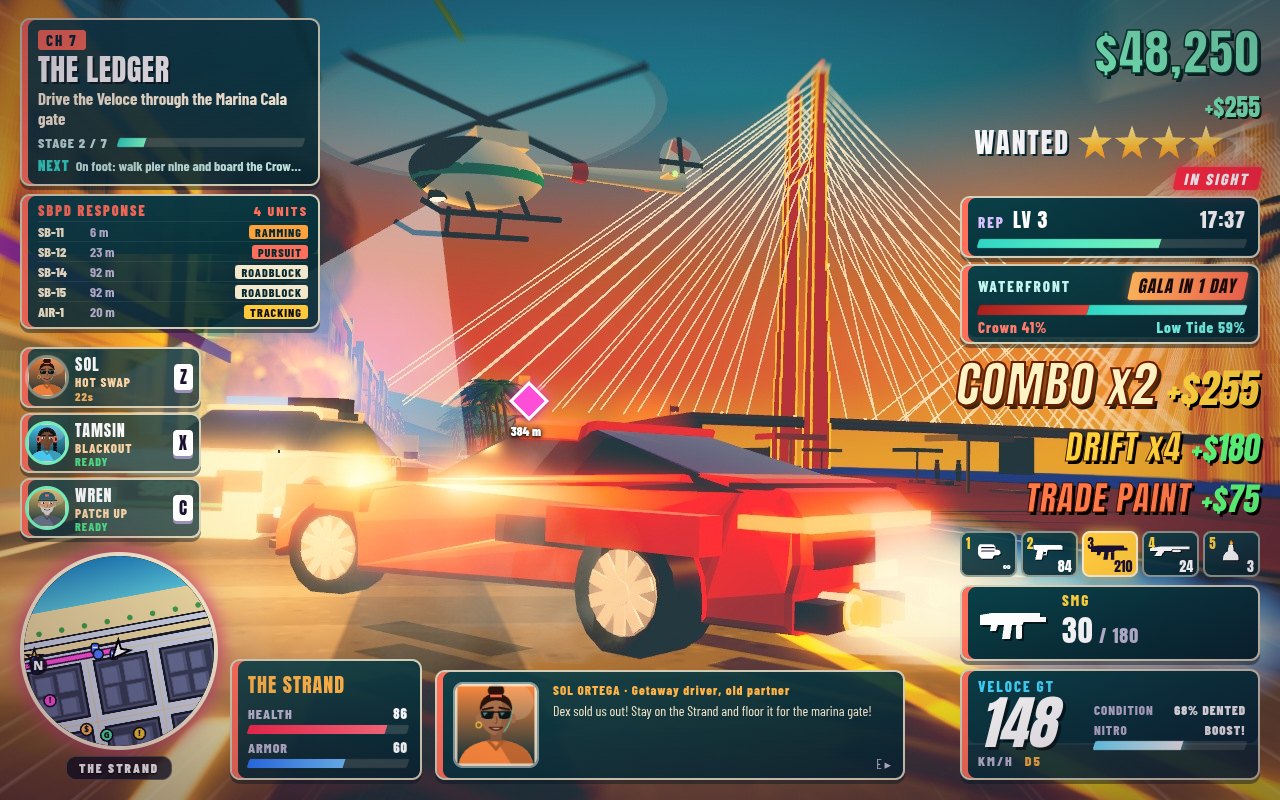 CH 7
THE LEDGER
Drive the Veloce through the Marina Cala
gate
STAGE 2 / 7
NEXT On foot: walk pier nine and board the Crow...
SBPD RESPONSE 4 UNITS
SB-11 6 m RAMMING
SB-12 23 m PURSUIT
SB-14 92 m ROADBLOCK
SB-15 92 m ROADBLOCK
AIR-1 20 m TRACKING
SOL
HOT SWAP
22s
Z
TAMSIN
BLACKOUT
READY
X
WREN
PATCH UP
READY
C
N
THE STRAND
THE STRAND
HEALTH 86
ARMOR 60
384 m
SOL ORTEGA · Getaway driver, old partner
Dex sold us out! Stay on the Strand and floor it for the marina gate!
E ▸
$48,250
+$255
WANTED
IN SIGHT
REP LV 3 17:37
WATERFRONT GALA IN 1 DAY
Crown 41% Low Tide 59%
COMBO x2 +$255
DRIFT x4 +$180
TRADE PAINT +$75
1 ∞
2 84
3 210
4 24
5 3
SMG
30 / 180
VELOCE GT
148
KM/H D5
CONDITION 68% DENTED
NITRO BOOST!